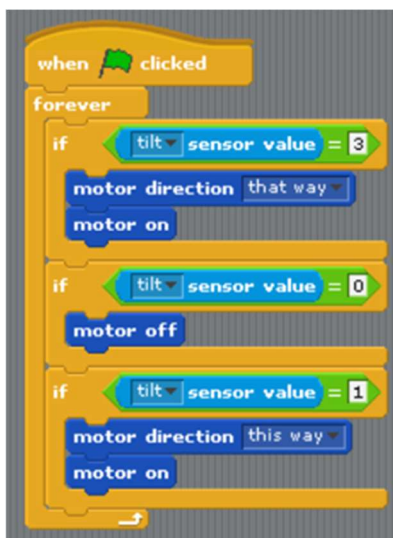 when clicked
forever
if tilt sensor value = 3
motor direction that way
motor on
if tilt sensor value = 0
motor off
if tilt sensor value = 1
motor direction this way
motor on